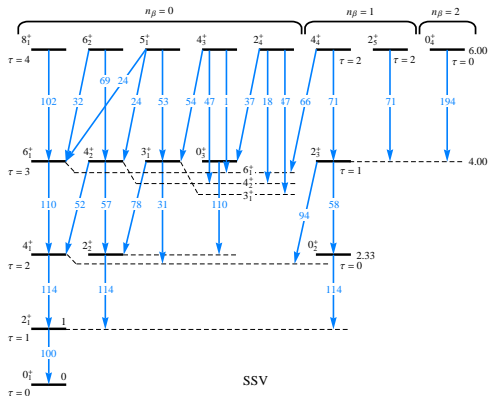 n_β = 0 n_β = 1 n_β = 2
8₁⁺ 6₂⁺ 5₁⁺ 4₃⁺ 2₄⁺ 4₄⁺ 2₅⁺ 0₄⁺ 6.00
τ = 4 τ = 2 τ = 2 τ = 0
69 24
102 32 24 53 54 47 1 37 18 47 66 71 71 194
6₁⁺ 4₂⁺ 3₁⁺ 0₃⁺ 2₃⁺ 4.00
τ = 3 6₁⁺ τ = 1
4₂⁺
3₁⁺
110 52 57 78 31 110 94 58
4₁⁺ 2₂⁺ 0₂⁺ 2.33
τ = 2 τ = 0
114 114 114
2₁⁺ 1
τ = 1
100
0₁⁺ 0
τ = 0
SSV